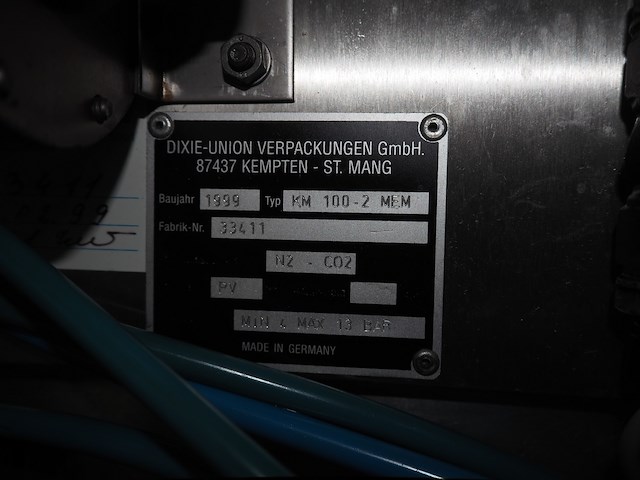 DIXIE-UNION VERPACKUNGEN GmbH.
87437 KEMPTEN - ST. MANG
Baujahr 1999 Typ KM 100-2 MEM
Fabrik-Nr. 33411
N2 - CO2
PV
MIN 4 MAX 13 BAR
MADE IN GERMANY